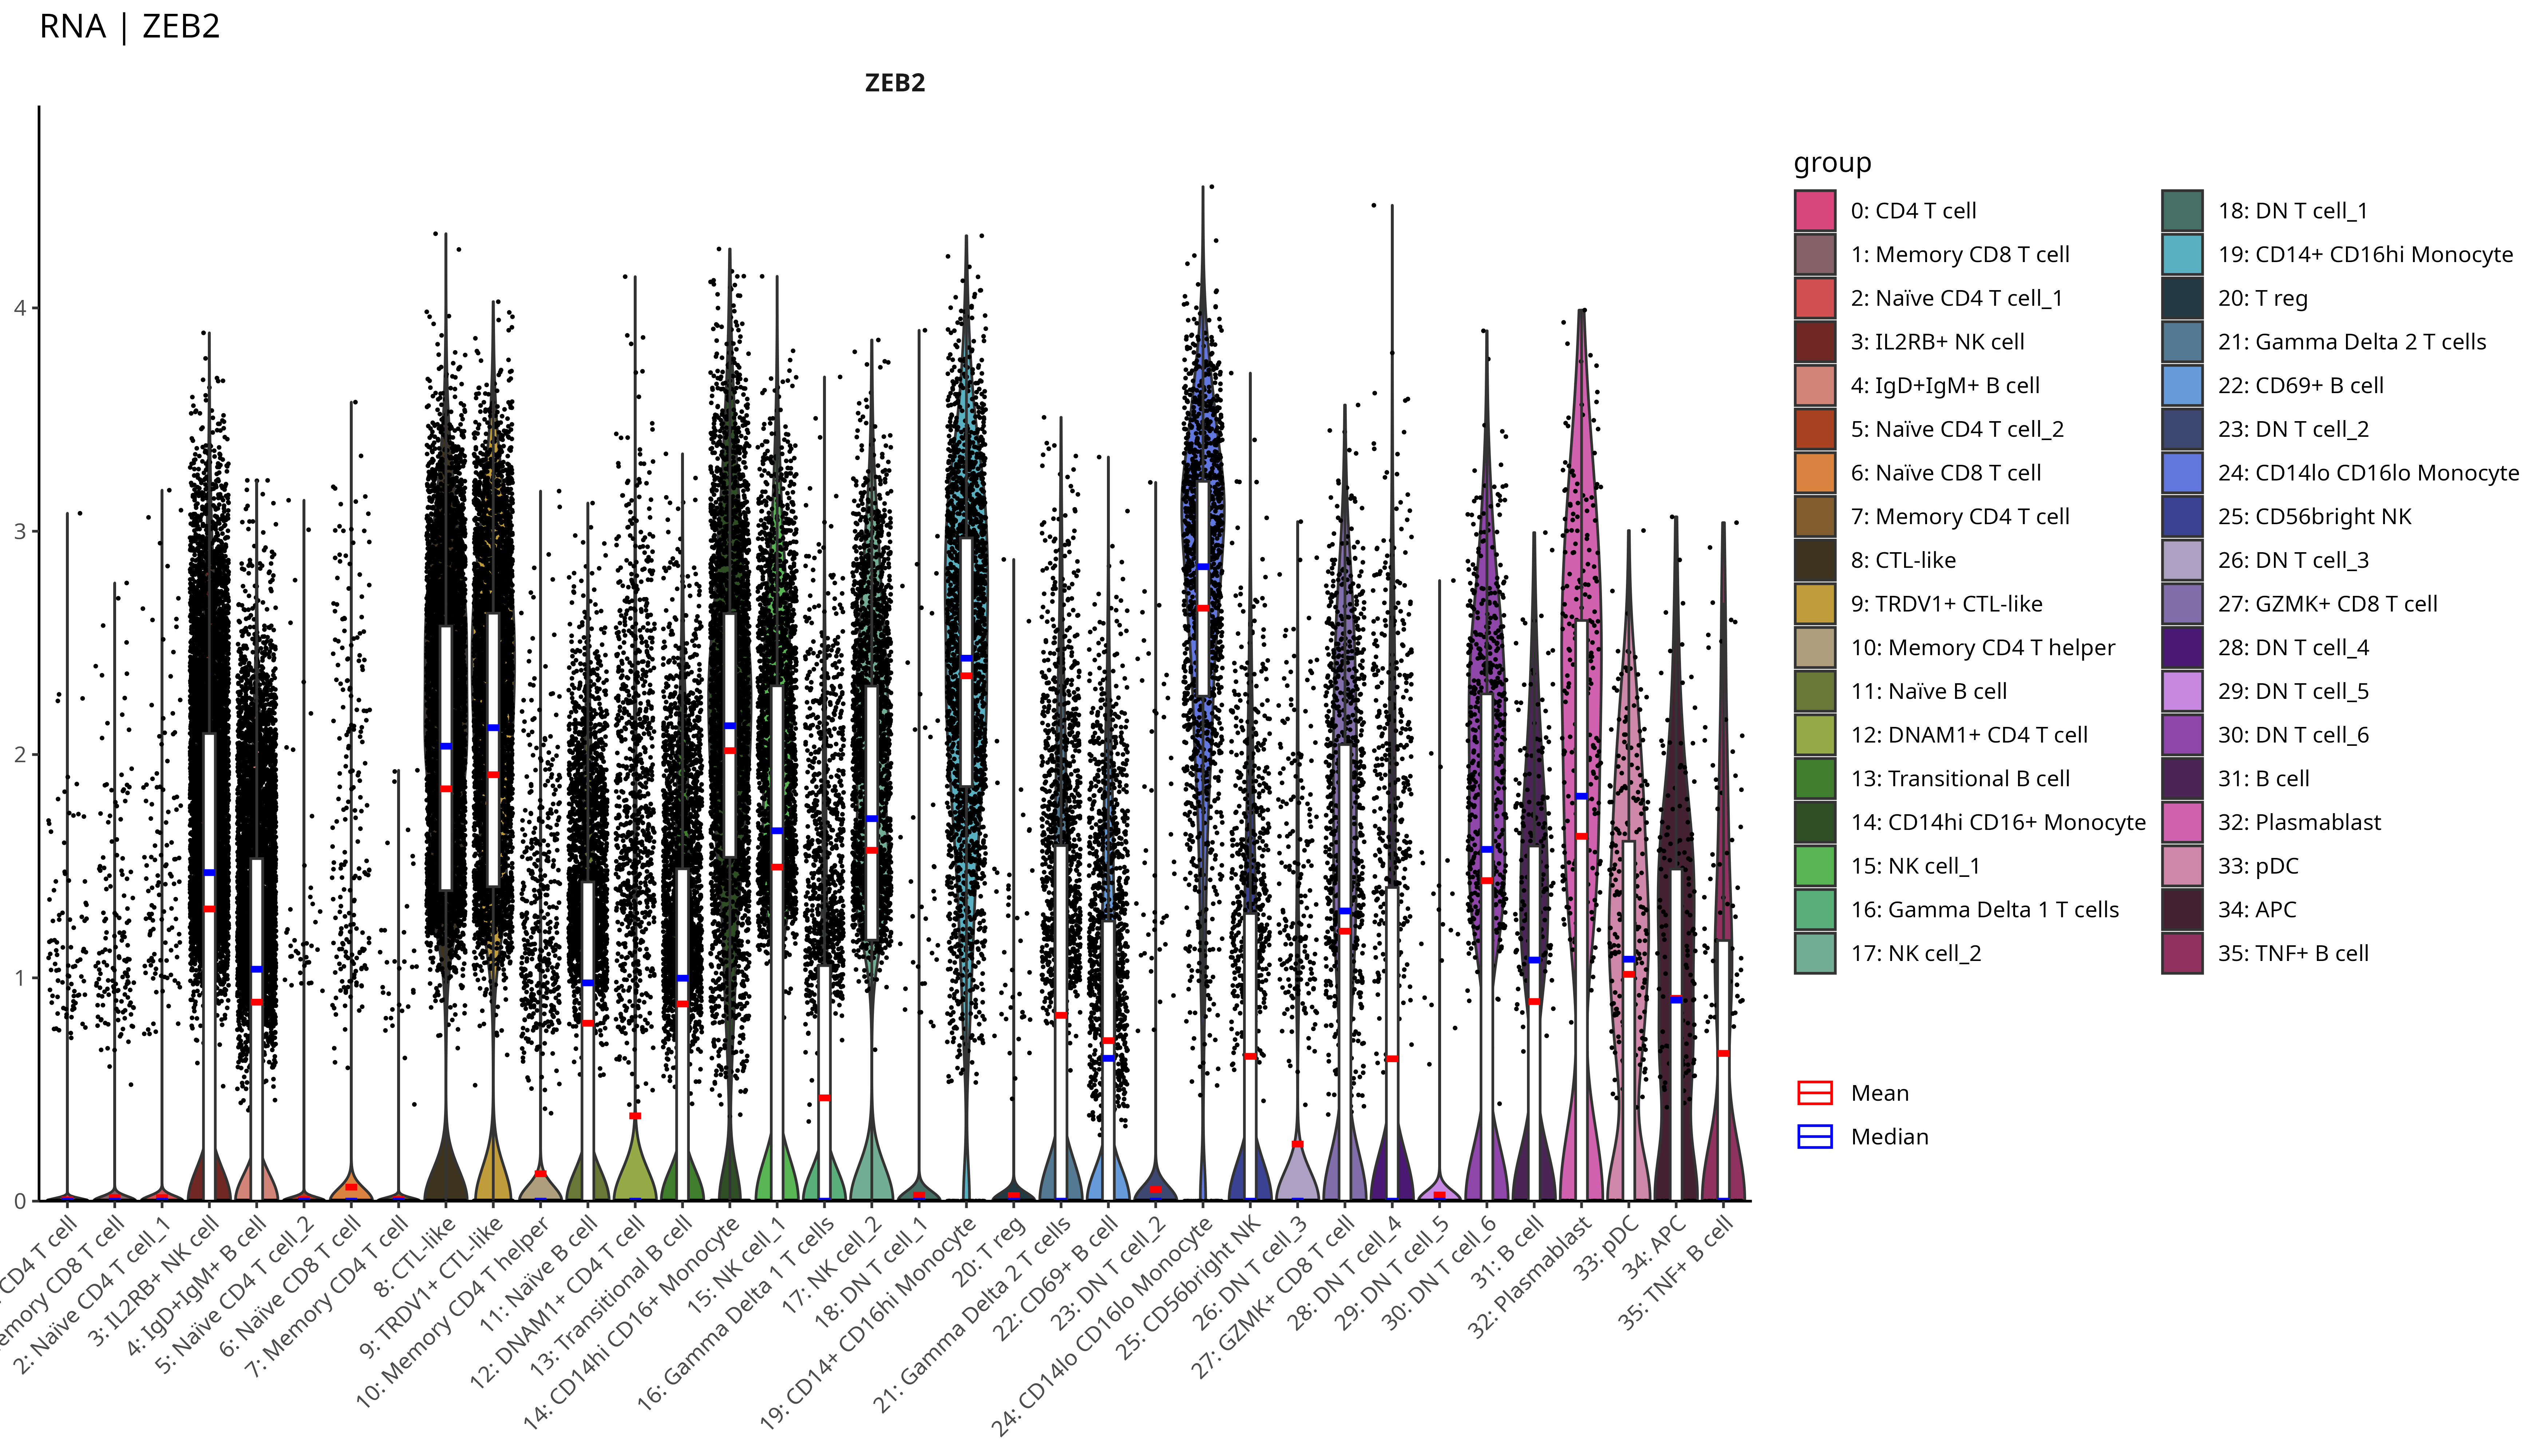 RNA | ZEB2
ZEB2
4
3
2
1
0
CD4 T cell
emory CD8 T cell
2: Naïve CD4 T cell_1
3: IL2RB+ NK cell
4: IgD+IgM+ B cell
5: Naïve CD4 T cell_2
6: Naïve CD8 T cell
7: Memory CD4 T cell
8: CTL-like
9: TRDV1+ CTL-like
10: Memory CD4 T helper
11: Naïve B cell
12: DNAM1+ CD4 T cell
13: Transitional B cell
14: CD14hi CD16+ Monocyte
15: NK cell_1
16: Gamma Delta 1 T cells
17: NK cell_2
18: DN T cell_1
19: CD14+ CD16hi Monocyte
20: T reg
21: Gamma Delta 2 T cells
22: CD69+ B cell
23: DN T cell_2
24: CD14lo CD16lo Monocyte
25: CD56bright NK
26: DN T cell_3
27: GZMK+ CD8 T cell
28: DN T cell_4
29: DN T cell_5
30: DN T cell_6
31: B cell
32: Plasmablast
33: pDC
34: APC
35: TNF+ B cell
group
0: CD4 T cell
1: Memory CD8 T cell
2: Naïve CD4 T cell_1
3: IL2RB+ NK cell
4: IgD+IgM+ B cell
5: Naïve CD4 T cell_2
6: Naïve CD8 T cell
7: Memory CD4 T cell
8: CTL-like
9: TRDV1+ CTL-like
10: Memory CD4 T helper
11: Naïve B cell
12: DNAM1+ CD4 T cell
13: Transitional B cell
14: CD14hi CD16+ Monocyte
15: NK cell_1
16: Gamma Delta 1 T cells
17: NK cell_2
18: DN T cell_1
19: CD14+ CD16hi Monocyte
20: T reg
21: Gamma Delta 2 T cells
22: CD69+ B cell
23: DN T cell_2
24: CD14lo CD16lo Monocyte
25: CD56bright NK
26: DN T cell_3
27: GZMK+ CD8 T cell
28: DN T cell_4
29: DN T cell_5
30: DN T cell_6
31: B cell
32: Plasmablast
33: pDC
34: APC
35: TNF+ B cell
Mean
Median